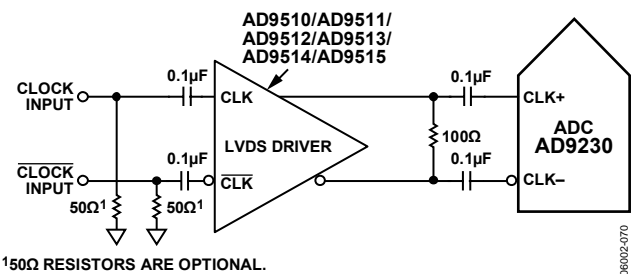 AD9510/AD9511/
AD9512/AD9513/
AD9514/AD9515
CLOCK
INPUT
0.1µF
CLK
0.1µF
CLK+
LVDS DRIVER
100Ω
ADC
AD9230
CLOCK
INPUT
0.1µF
CLK
0.1µF
CLK–
50Ω1
50Ω1
150Ω RESISTORS ARE OPTIONAL.
06002-070